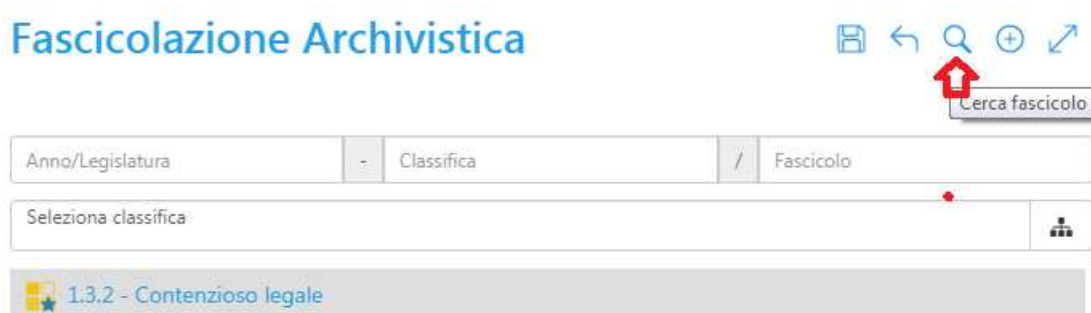 Fascicolazione Archivistica
Cerca fascicolo
Anno/Legislatura - Classifica / Fascicolo
Seleziona classifica
1.3.2 - Contenzioso legale